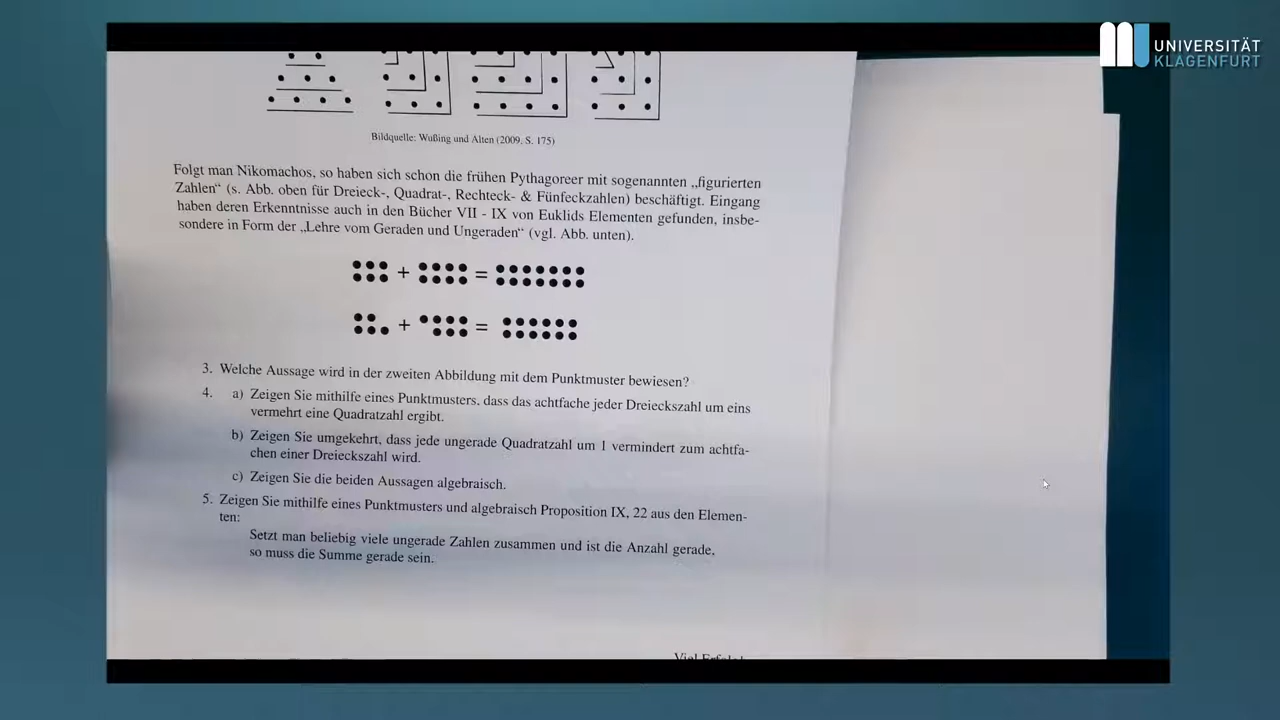 UNIVERSITÄT
KLAGENFURT
Bildquelle: Wußing und Alten (2009, S. 175)
Folgt man Nikomachos, so haben sich schon die frühen Pythagoreer mit sogenannten „figurierten
Zahlen“ (s. Abb. oben für Dreieck-, Quadrat-, Rechteck- & Fünfeckzahlen) beschäftigt. Eingang
haben deren Erkenntnisse auch in den Bücher VII - IX von Euklids Elementen gefunden, insbe-
sondere in Form der „Lehre vom Geraden und Ungeraden“ (vgl. Abb. unten).
+ =
+ =
3. Welche Aussage wird in der zweiten Abbildung mit dem Punktmuster bewiesen?
4. a) Zeigen Sie mithilfe eines Punktmusters, dass das achtfache jeder Dreieckszahl um eins
vermehrt eine Quadratzahl ergibt.
b) Zeigen Sie umgekehrt, dass jede ungerade Quadratzahl um 1 vermindert zum achtfa-
chen einer Dreieckszahl wird.
c) Zeigen Sie die beiden Aussagen algebraisch.
5. Zeigen Sie mithilfe eines Punktmusters und algebraisch Proposition IX, 22 aus den Elemen-
ten:
Setzt man beliebig viele ungerade Zahlen zusammen und ist die Anzahl gerade,
so muss die Summe gerade sein.